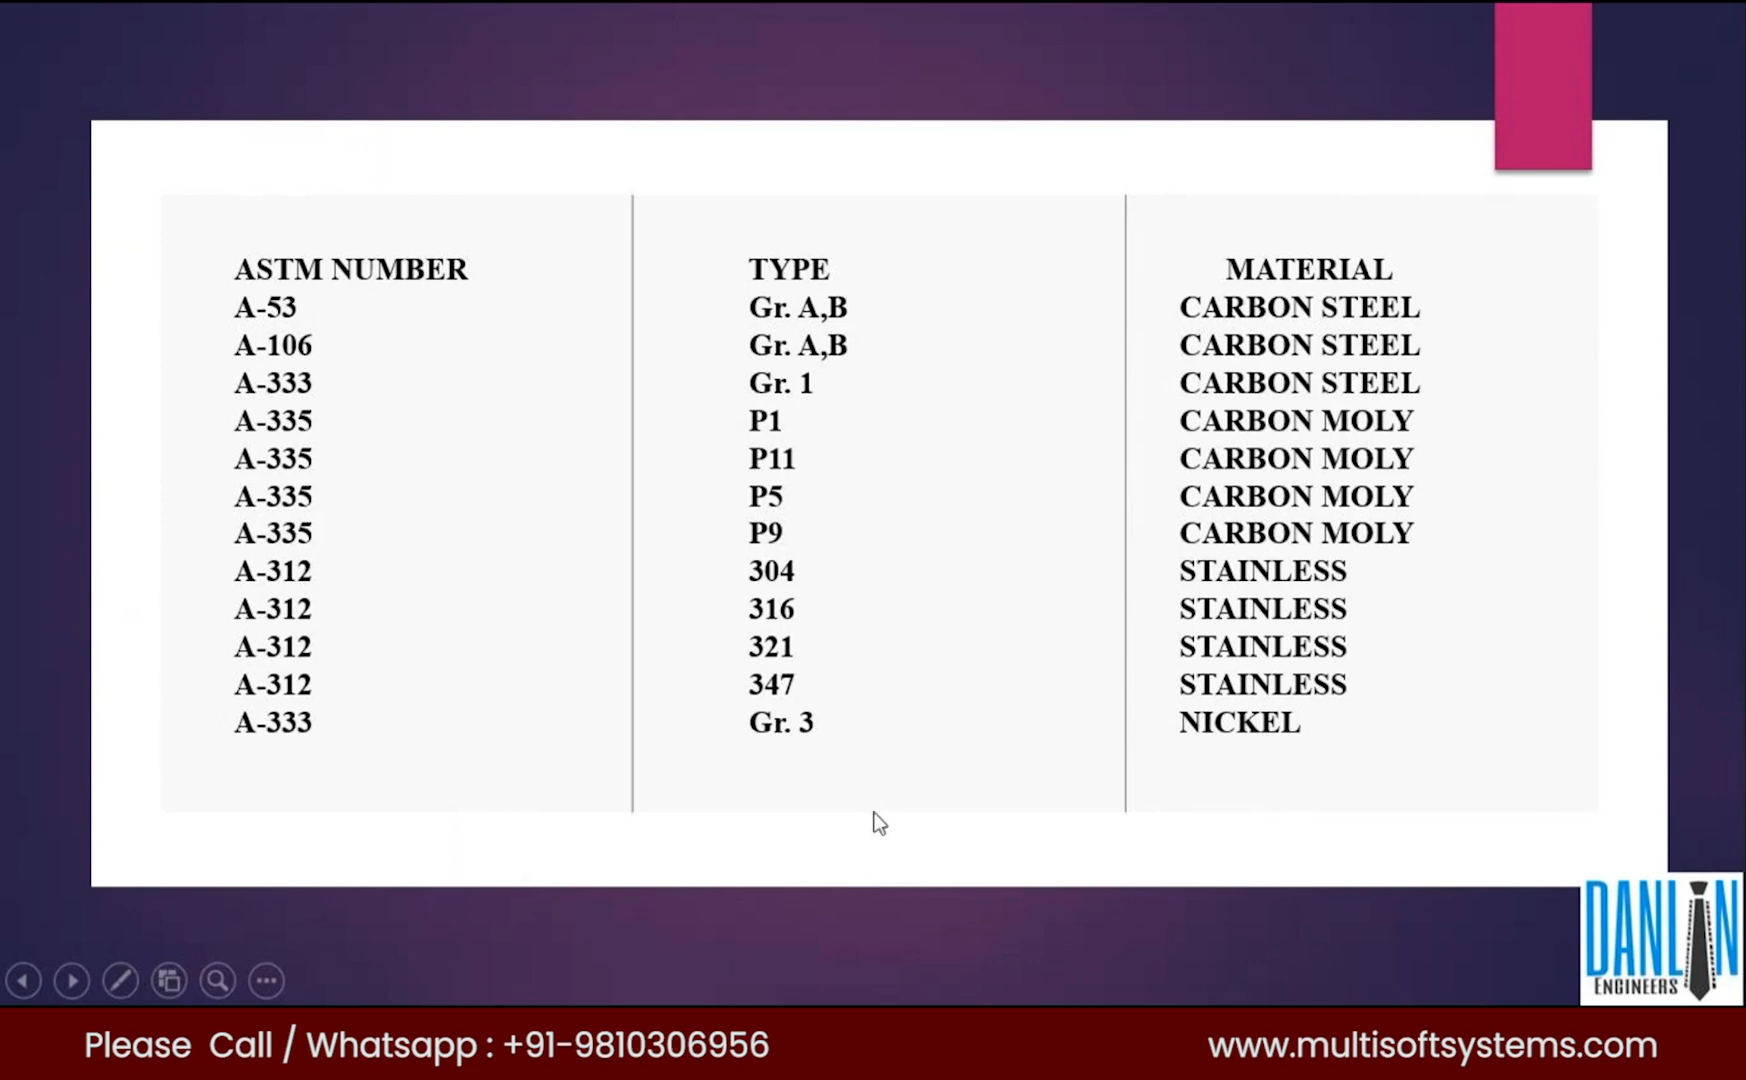 ASTM NUMBER TYPE MATERIAL
A-53 Gr. A,B CARBON STEEL
A-106 Gr. A,B CARBON STEEL
A-333 Gr. 1 CARBON STEEL
A-335 P1 CARBON MOLY
A-335 P11 CARBON MOLY
A-335 P5 CARBON MOLY
A-335 P9 CARBON MOLY
A-312 304 STAINLESS
A-312 316 STAINLESS
A-312 321 STAINLESS
A-312 347 STAINLESS
A-333 Gr. 3 NICKEL
DANLIN
ENGINEERS
Please Call / Whatsapp : +91-9810306956
www.multisoftsystems.com